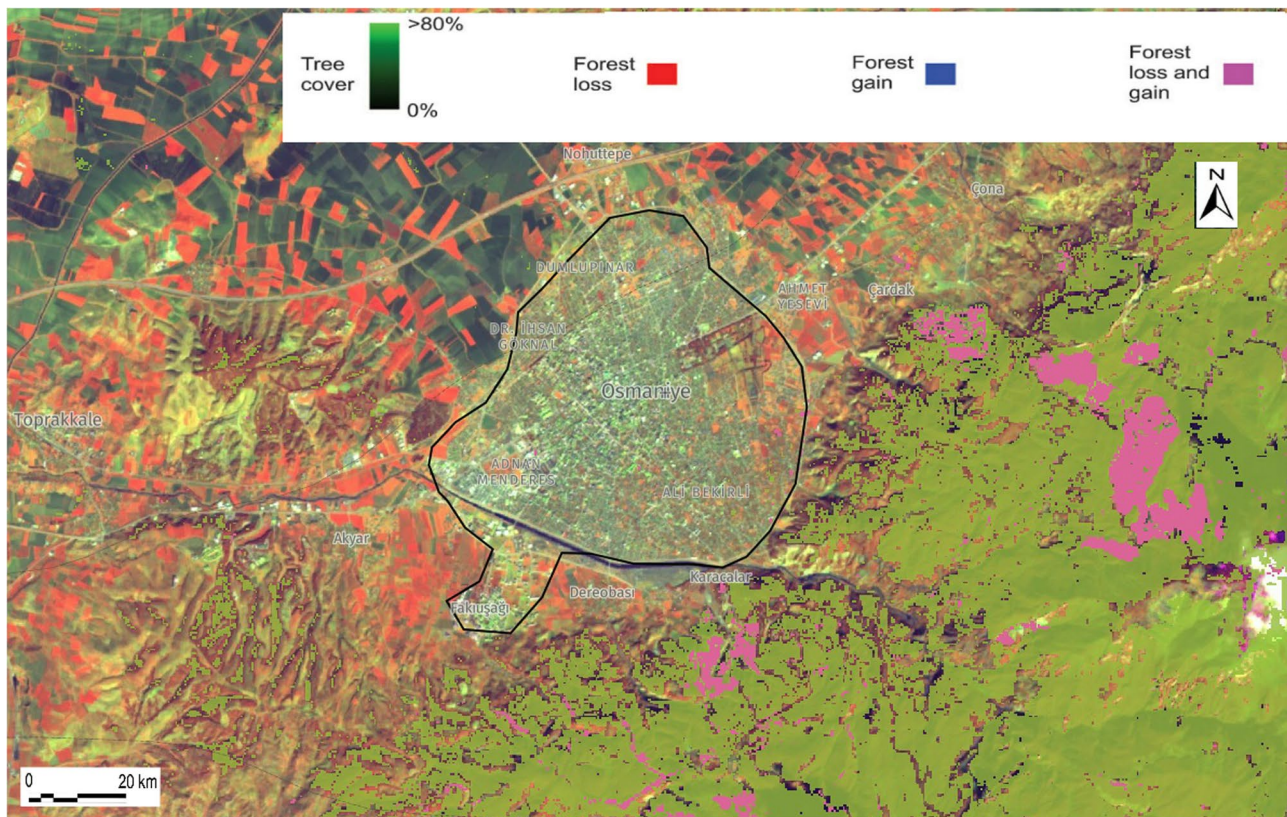 >80%
Tree
cover
0%
Forest
loss
Forest
gain
Forest
loss and
gain
N
Nohuttepe
Çona
DUMLUPINAR
AHMET
YESEVİ
Çardak
DR. İHSAN
GÖKNAL
Osmaniye
Toprakkale
ADNAN
MENDERES
ALİ BEKİRLİ
Akyar
Karacalar
Dereobası
Fakıuşağı
0 20 km